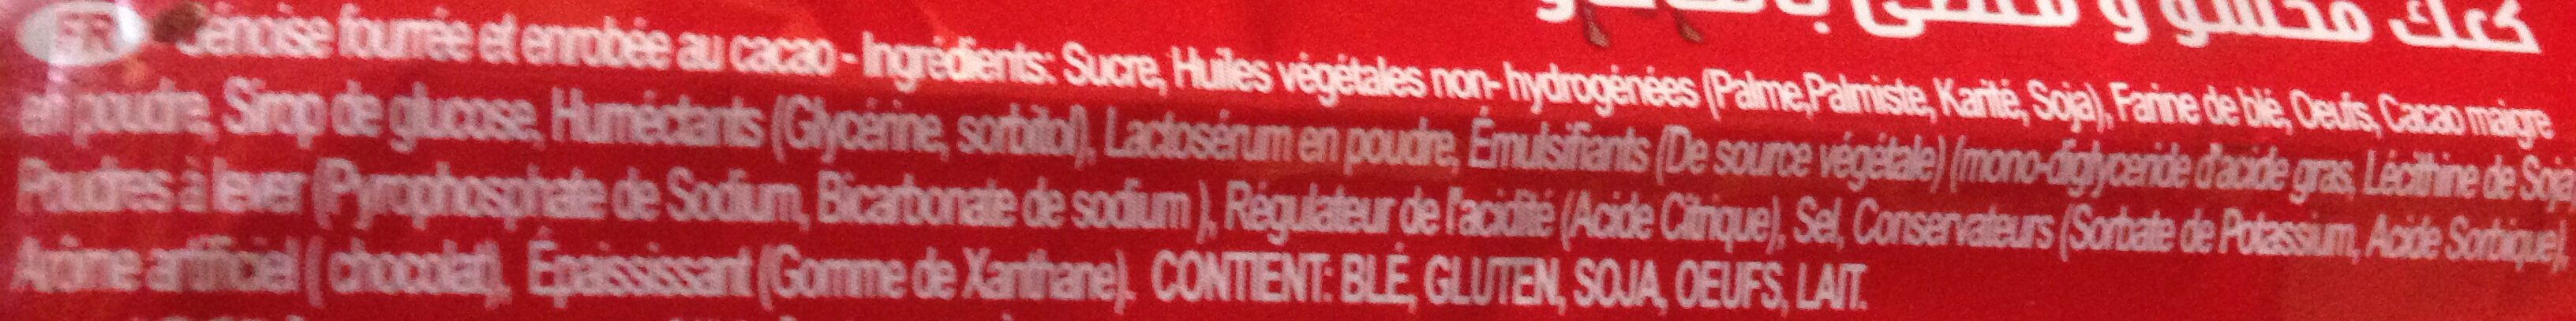 كعك محشو و مغطى بالكاكاو
FR Génoise fourrée et enrobée au cacao - Ingrédients: Sucre, Huiles végétales non- hydrogénées (Palme,Palmiste, Karité, Soja), Farine de blé, Oeufs, Cacao maigre
en poudre, Sirop de glucose, Huméctants (Glycérine, sorbitol), Lactosérum en poudre, Émulsifiants (De source végétale) (mono-diglyceride d'acide gras, Lécithine de Soja
Poudres à lever (Pyrophosphate de Sodium, Bicarbonate de sodium ), Régulateur de l'acidité (Acide Citrique), Sel, Conservateurs (Sorbate de Potassium, Acide Sorbique),
Arôme artificiel ( chocolat), Épaississant (Gomme de Xanthane). CONTIENT: BLÉ, GLUTEN, SOJA, OEUFS, LAIT.